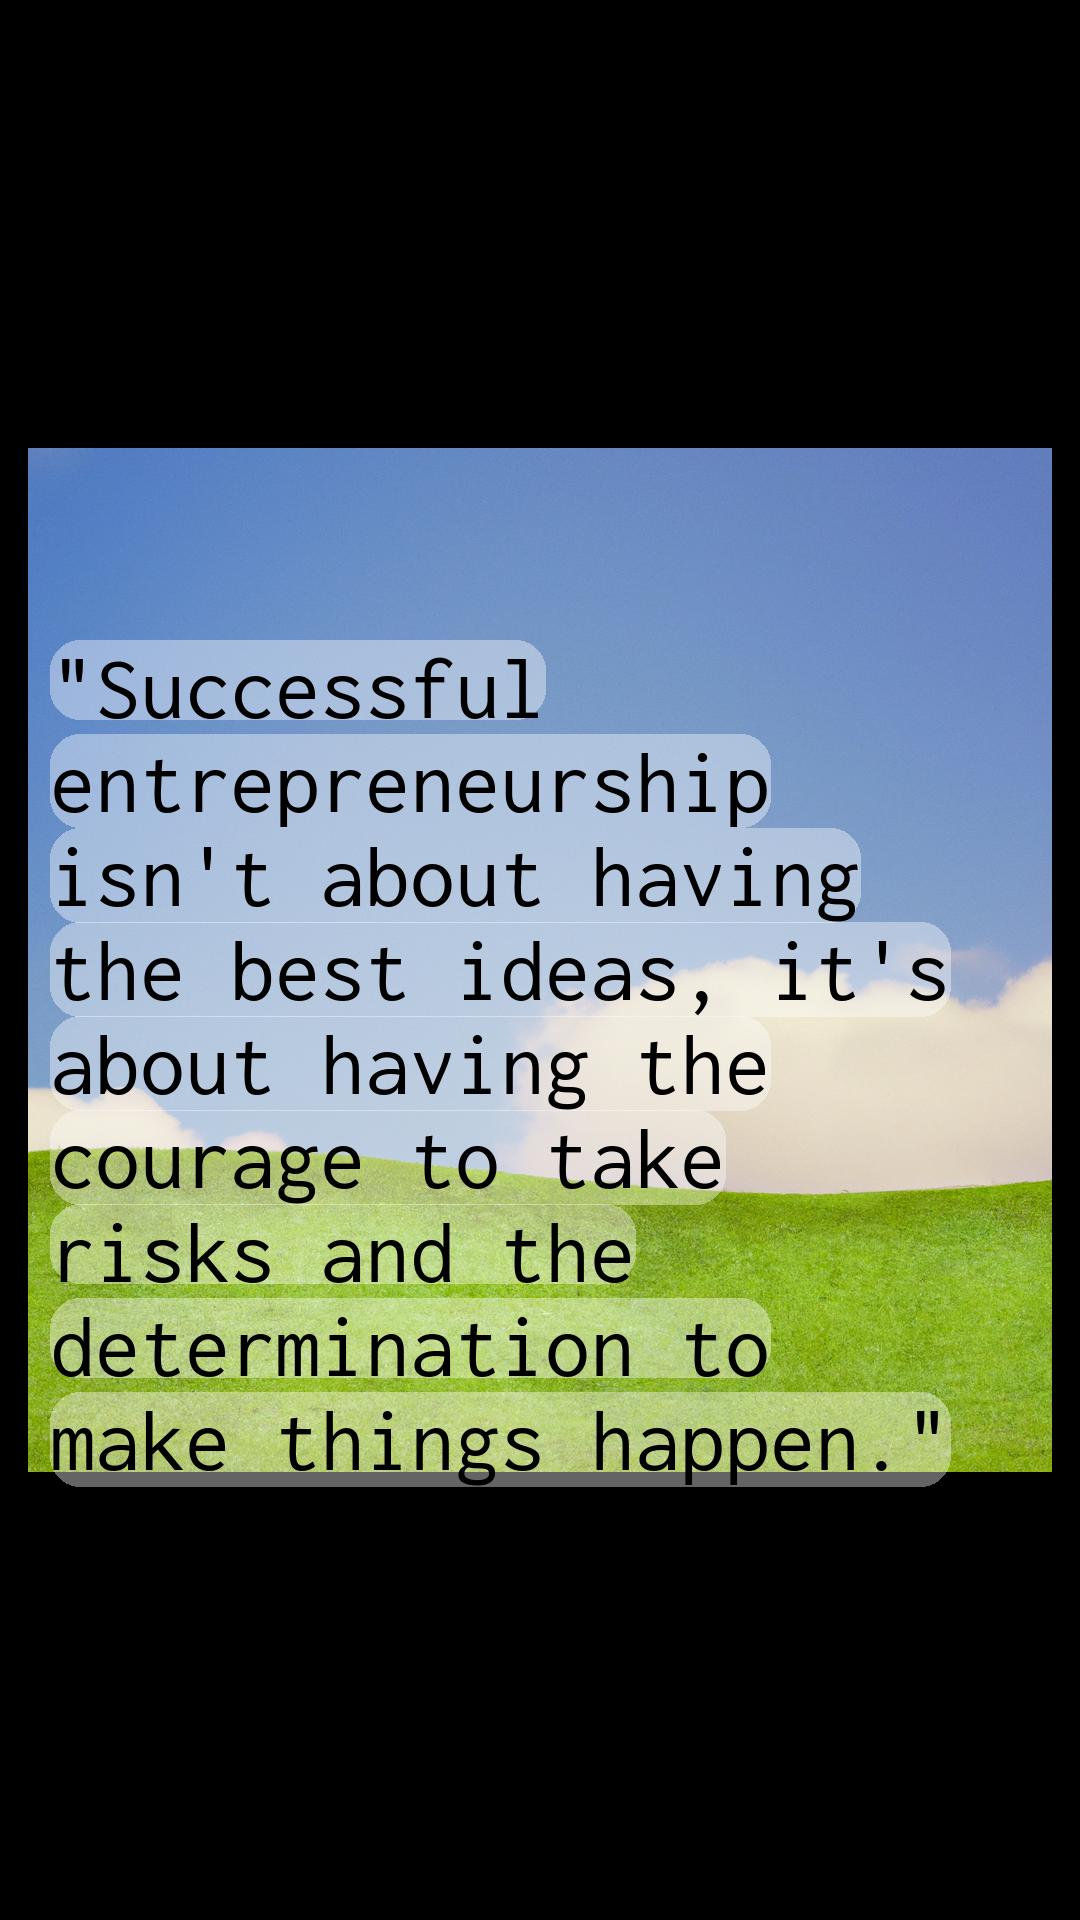 "Successful
entrepreneurship
isn't about having
the best ideas, it's
about having the
courage to take
risks and the
determination to
make things happen."